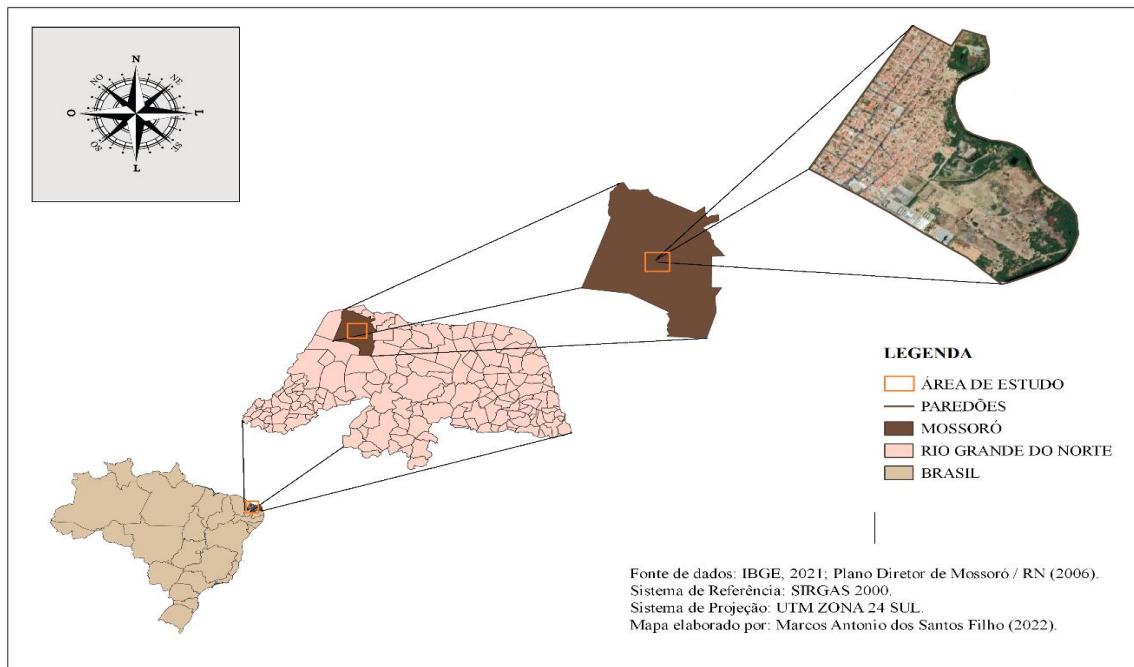 N
NO
NE
O
L
SO
SE
L
LEGENDA
ÁREA DE ESTUDO
PAREDÕES
MOSSORÓ
RIO GRANDE DO NORTE
BRASIL
Fonte de dados: IBGE, 2021; Plano Diretor de Mossoró / RN (2006).
Sistema de Referência: SIRGAS 2000.
Sistema de Projeção: UTM ZONA 24 SUL.
Mapa elaborado por: Marcos Antonio dos Santos Filho (2022).